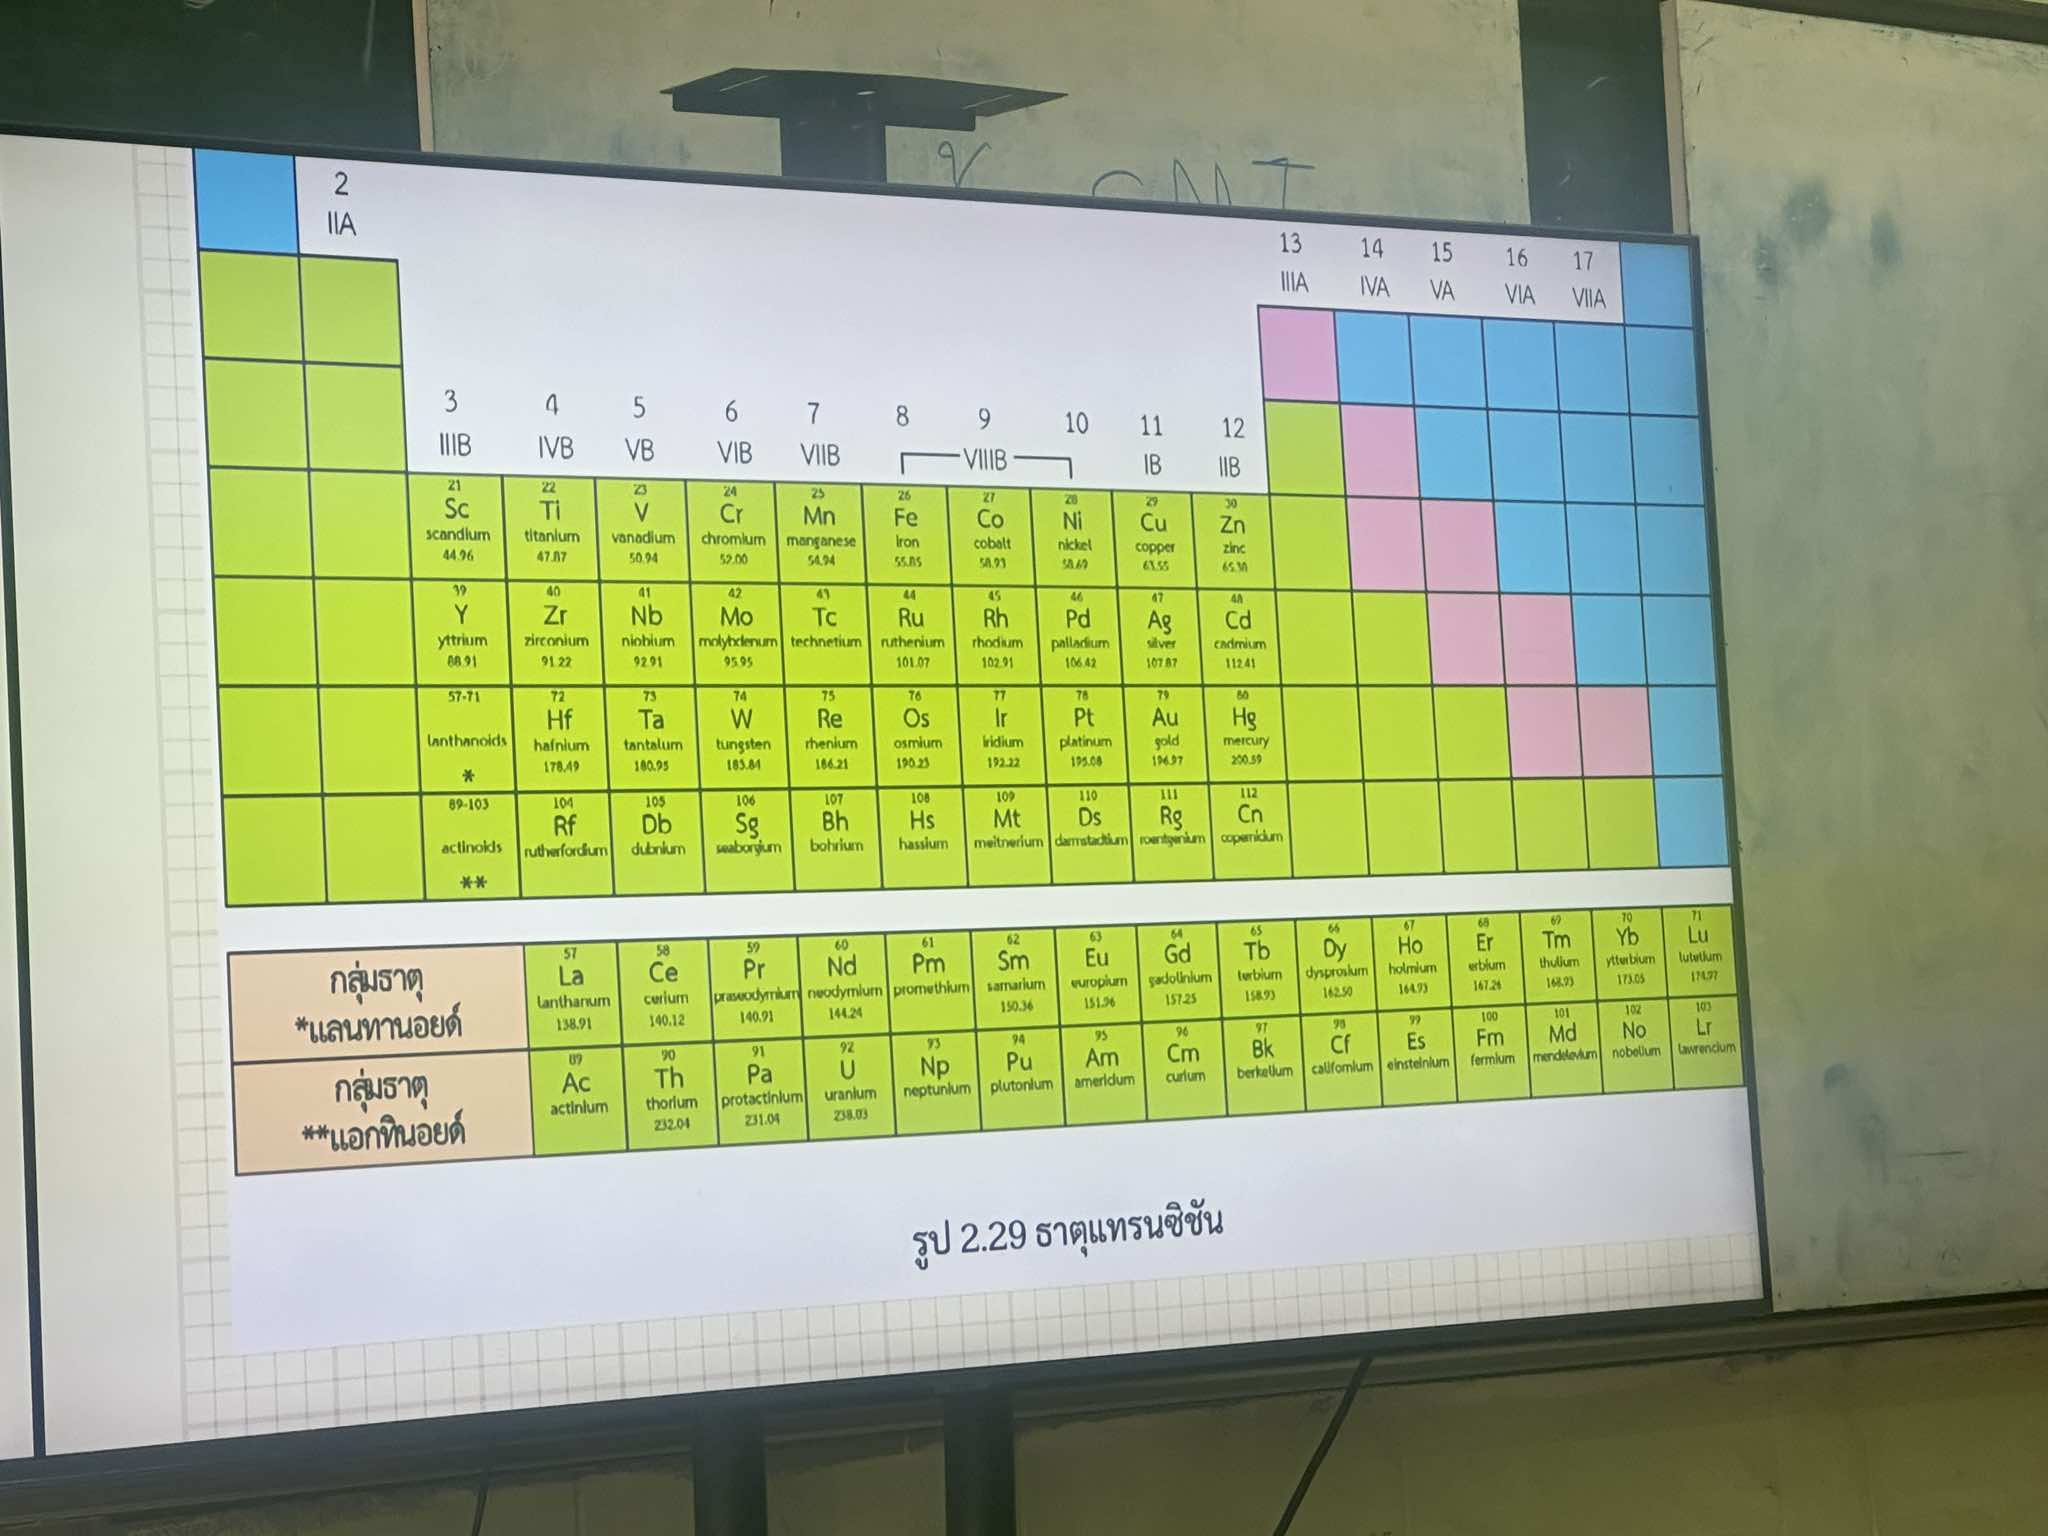 2
IIA
13 14 15 16 17
IIIA IVA VA VIA VIIA
3 4 5 6 7 8 9 10 11 12
IIIB IVB VB VIB VIIB VIIIB IB IIB
21 22 23 24 25 26 27 28 29 30
Sc Ti V Cr Mn Fe Co Ni Cu Zn
scandium titanium vanadium chromium manganese iron cobalt nickel copper zinc
44.96 47.87 50.94 52.00 54.94 55.85 58.93 58.69 63.55 65.38
39 40 41 42 43 44 45 46 47 48
Y Zr Nb Mo Tc Ru Rh Pd Ag Cd
yttrium zirconium niobium molybdenum technetium ruthenium rhodium palladium silver cadmium
88.91 91.22 92.91 95.95 101.07 102.91 106.42 107.87 112.41
57-71 72 73 74 75 76 77 78 79 80
Hf Ta W Re Os Ir Pt Au Hg
lanthanoids hafnium tantalum tungsten rhenium osmium iridium platinum gold mercury
* 178.49 180.95 183.84 186.21 190.23 192.22 195.08 196.97 200.59
89-103 104 105 106 107 108 109 110 111 112
Rf Db Sg Bh Hs Mt Ds Rg Cn
actinoids rutherfordium dubnium seaborgium bohrium hassium meitnerium darmstadtium roentgenium copernicium
**
กลุ่มธาตุ
*แลนทานอยด์
57 58 59 60 61 62 63 64 65 66 67 68 69 70 71
La Ce Pr Nd Pm Sm Eu Gd Tb Dy Ho Er Tm Yb Lu
lanthanum cerium praseodymium neodymium promethium samarium europium gadolinium terbium dysprosium holmium erbium thulium ytterbium lutetium
138.91 140.12 140.91 144.24 150.36 151.96 157.25 158.93 162.50 164.93 167.26 168.93 173.05 174.97
กลุ่มธาตุ
**แอกทินอยด์
89 90 91 92 93 94 95 96 97 98 99 100 101 102 103
Ac Th Pa U Np Pu Am Cm Bk Cf Es Fm Md No Lr
actinium thorium protactinium uranium neptunium plutonium americium curium berkelium californium einsteinium fermium mendelevium nobelium lawrencium
232.04 231.04 238.03
รูป 2.29 ธาตุแทรนซิชัน